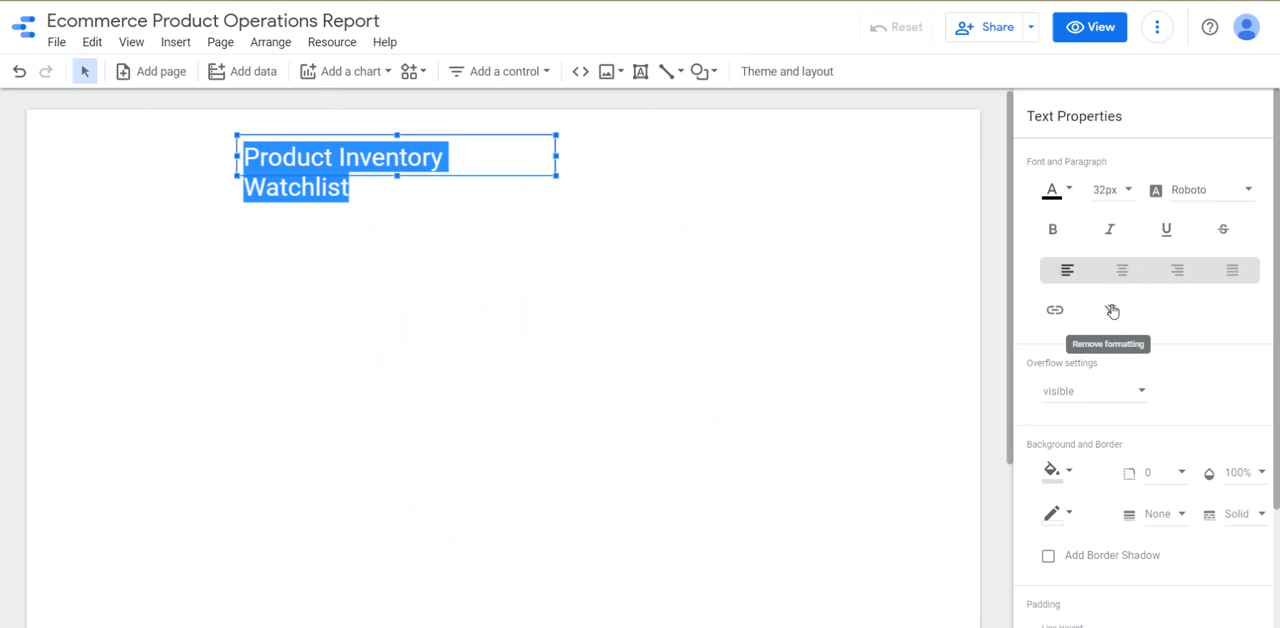 Ecommerce Product Operations Report
File Edit View Insert Page Arrange Resource Help
Reset
Share
View
Add page
Add data
Add a chart
Add a control
Theme and layout
Product Inventory
Watchlist
Text Properties
Font and Paragraph
A 32px A Roboto
B I U S
Remove formatting
Overflow settings
visible
Background and Border
0 100%
None Solid
Add Border Shadow
Padding
Line Height